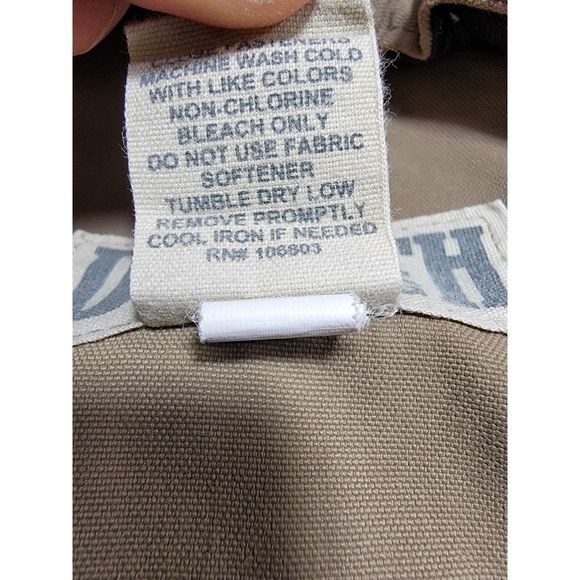 FASTENERS
MACHINE WASH COLD
WITH LIKE COLORS
NON-CHLORINE
BLEACH ONLY
DO NOT USE FABRIC
SOFTENER
TUMBLE DRY LOW
REMOVE PROMPTLY
COOL IRON IF NEEDED
RN# 106803